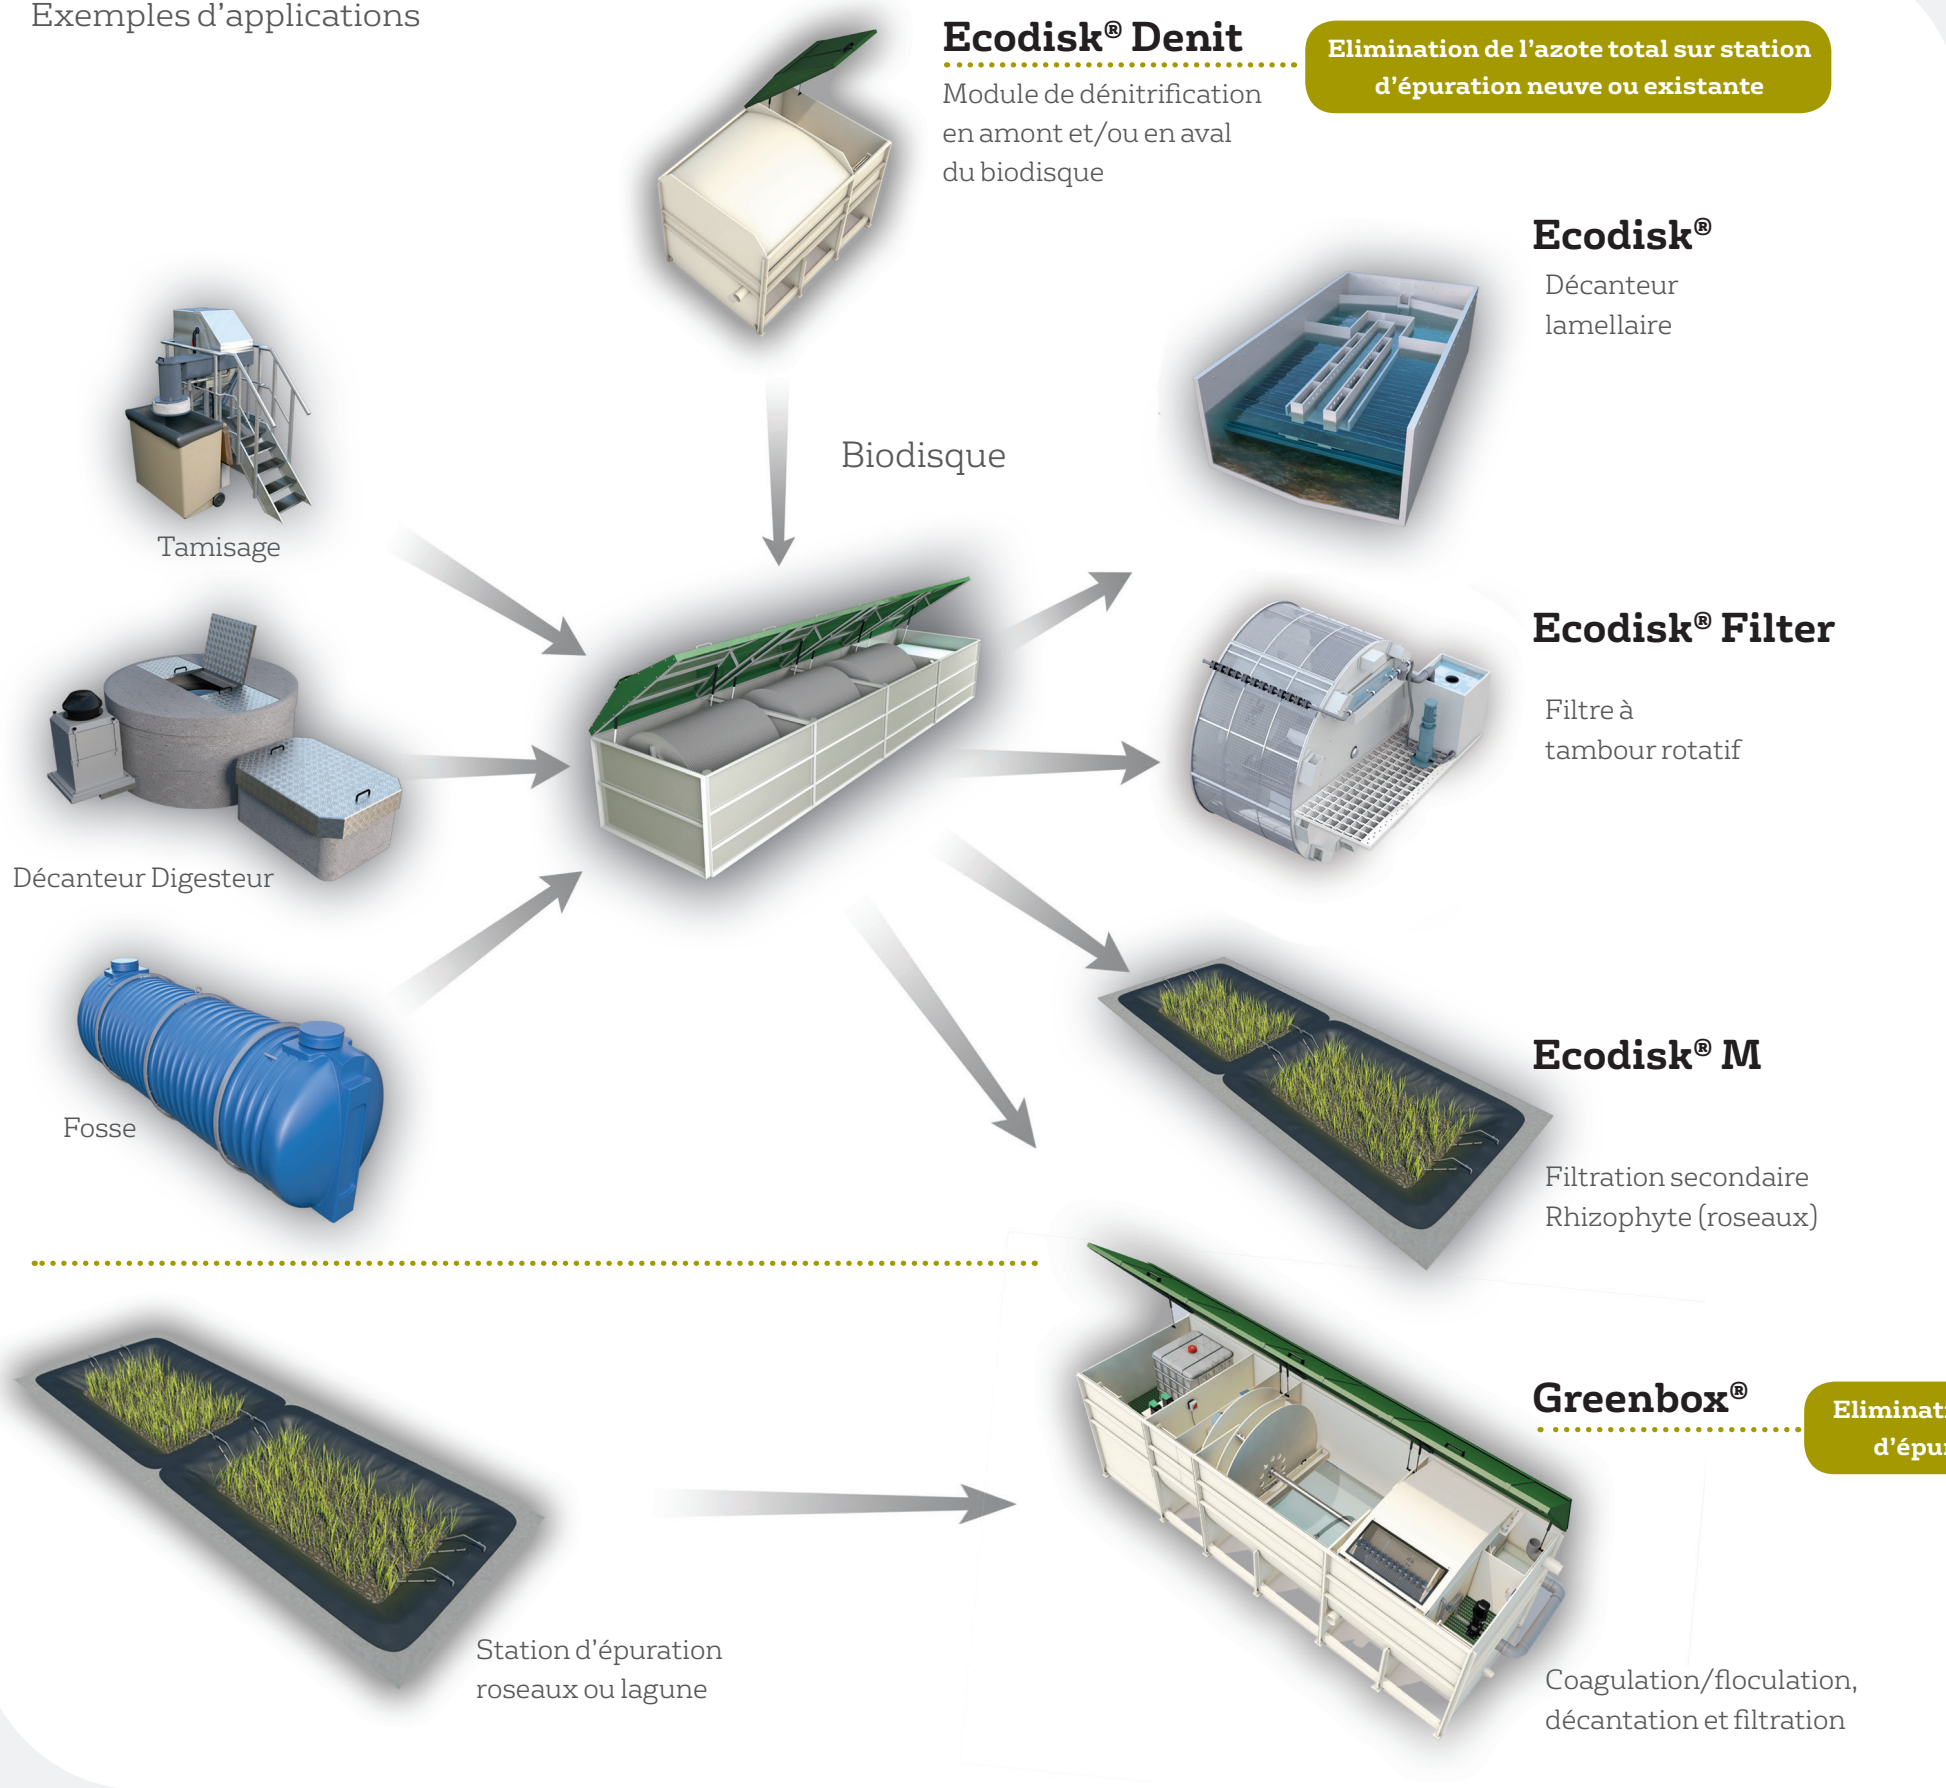 Exemples d’applications
Ecodisk® Denit
Module de dénitrification
en amont et/ou en aval
du biodisque
Elimination de l’azote total sur station
d’épuration neuve ou existante
Ecodisk®
Décanteur
lamellaire
Tamisage
Biodisque
Ecodisk® Filter
Filtre à
tambour rotatif
Décanteur Digesteur
Ecodisk® M
Filtration secondaire
Rhizophyte (roseaux)
Fosse
Greenbox®
Station d’épuration
roseaux ou lagune
Coagulation/floculation,
décantation et filtration